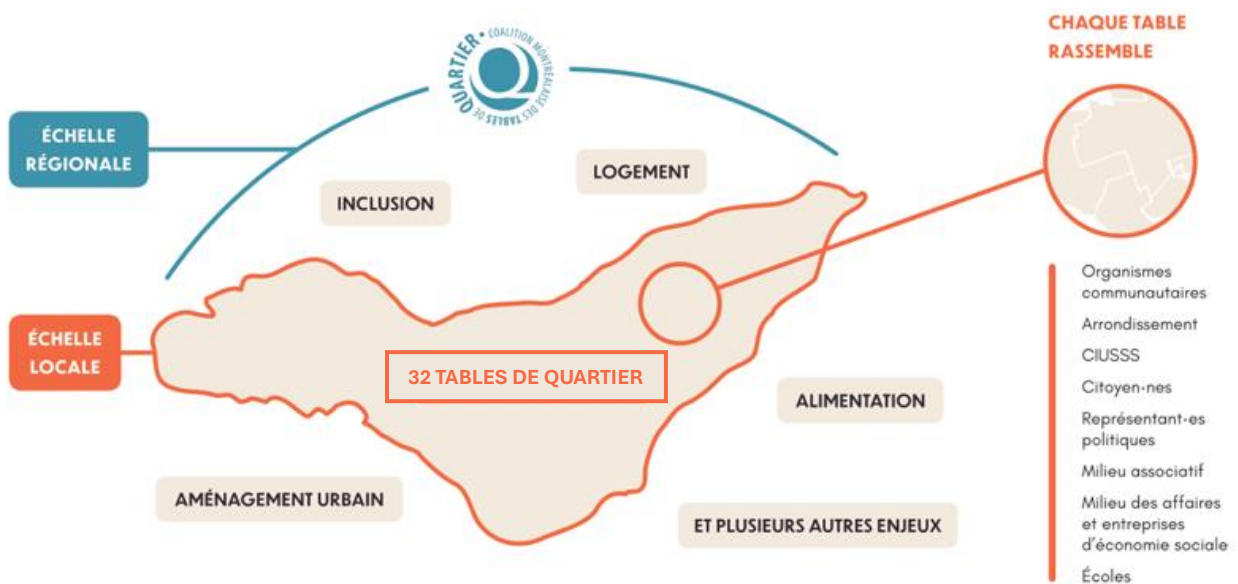 CHAQUE TABLE
RASSEMBLE
COALITION MONTRÉALAISE DES TABLES DE QUARTIER
ÉCHELLE
RÉGIONALE
LOGEMENT
INCLUSION
ÉCHELLE
LOCALE
32 TABLES DE QUARTIER
ALIMENTATION
AMÉNAGEMENT URBAIN
ET PLUSIEURS AUTRES ENJEUX
Organismes
communautaires
Arrondissement
CIUSSS
Citoyen·nes
Représentant·es
politiques
Milieu associatif
Milieu des affaires
et entreprises
d'économie sociale
Écoles